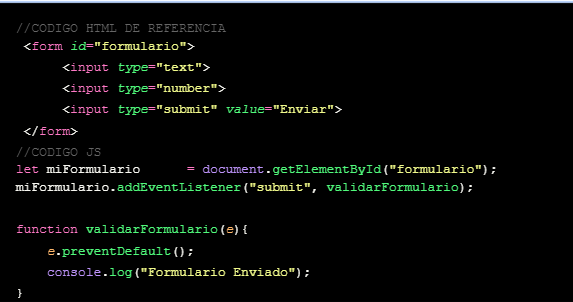 //CODIGO HTML DE REFERENCIA
<form id="formulario">
<input type="text">
<input type="number">
<input type="submit" value="Enviar">
</form>
//CODIGO JS
let miFormulario = document.getElementById("formulario");
miFormulario.addEventListener("submit", validarFormulario);
function validarFormulario(e){
e.preventDefault();
console.log("Formulario Enviado");
}